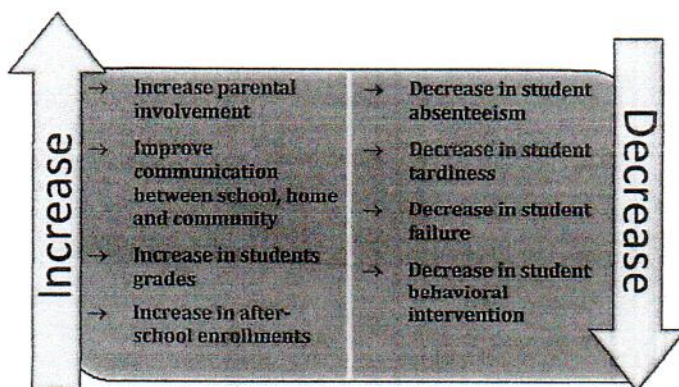 Increase
→ Increase parental
involvement
→ Improve
communication
between school, home
and community
→ Increase in students
grades
→ Increase in after-
school enrollments
→ Decrease in student
absenteeism
→ Decrease in student
tardiness
→ Decrease in student
failure
→ Decrease in student
behavioral
intervention
Decrease